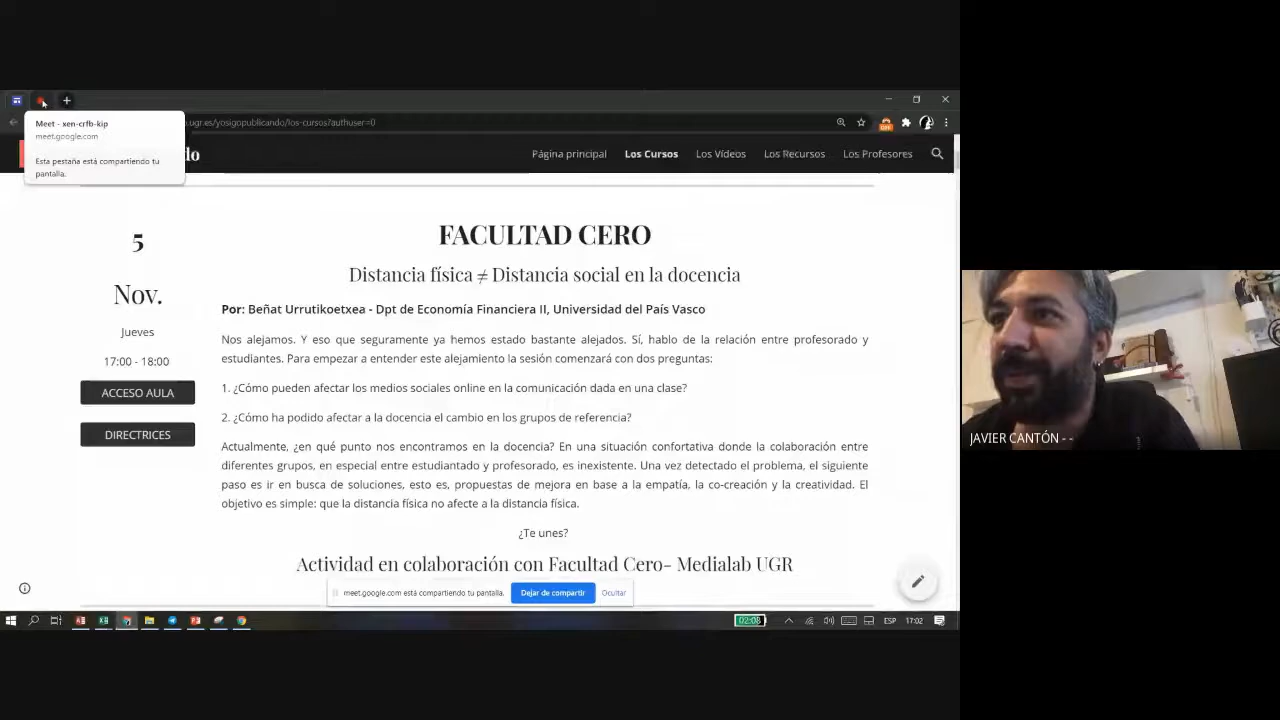 Meet - xen-crfb-kip
meet.google.com
Esta pestaña está compartiendo tu
pantalla.
.ugr.es/yosigopublicando/los-cursos?authuser=0
do
Página principal
Los Cursos
Los Vídeos
Los Recursos
Los Profesores
5
Nov.
Jueves
17:00 - 18:00
ACCESO AULA
DIRECTRICES
FACULTAD CERO
Distancia física ≠ Distancia social en la docencia
Por: Beñat Urrutikoetxea - Dpt de Economía Financiera II, Universidad del País Vasco
Nos alejamos. Y eso que seguramente ya hemos estado bastante alejados. Sí, hablo de la relación entre profesorado y
estudiantes. Para empezar a entender este alejamiento la sesión comenzará con dos preguntas:
1. ¿Cómo pueden afectar los medios sociales online en la comunicación dada en una clase?
2. ¿Cómo ha podido afectar a la docencia el cambio en los grupos de referencia?
Actualmente, ¿en qué punto nos encontramos en la docencia? En una situación confortativa donde la colaboración entre
diferentes grupos, en especial entre estudiantado y profesorado, es inexistente. Una vez detectado el problema, el siguiente
paso es ir en busca de soluciones, esto es, propuestas de mejora en base a la empatía, la co-creación y la creatividad. El
objetivo es simple: que la distancia física no afecte a la distancia física.
¿Te unes?
Actividad en colaboración con Facultad Cero- Medialab UGR
meet.google.com está compartiendo tu pantalla.
Dejar de compartir
Ocultar
02:08
ESP
17:02
JAVIER CANTÓN - -